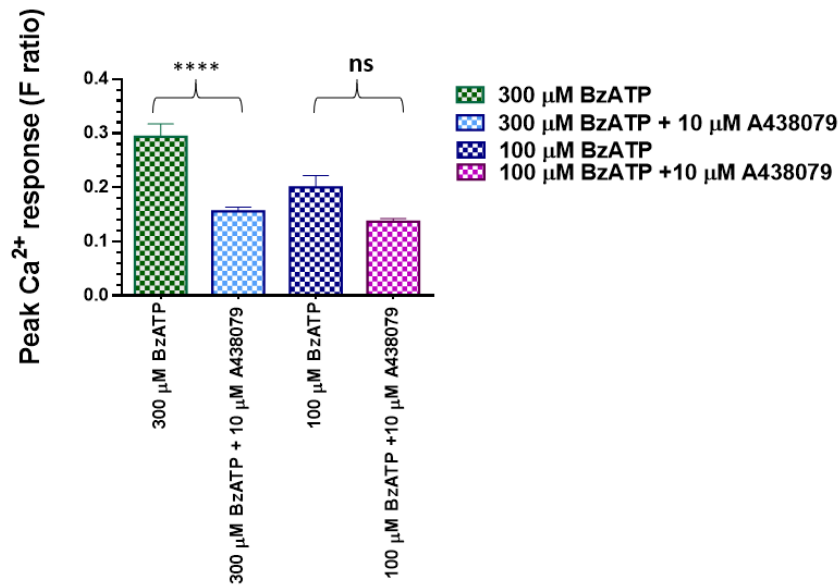 Peak Ca²⁺ response (F ratio)
0.4
0.3
0.2
0.1
0.0
****
ns
300 μM BzATP
300 μM BzATP + 10 μM A438079
100 μM BzATP
100 μM BzATP +10 μM A438079
300 μM BzATP
300 μM BzATP + 10 μM A438079
100 μM BzATP
100 μM BzATP +10 μM A438079